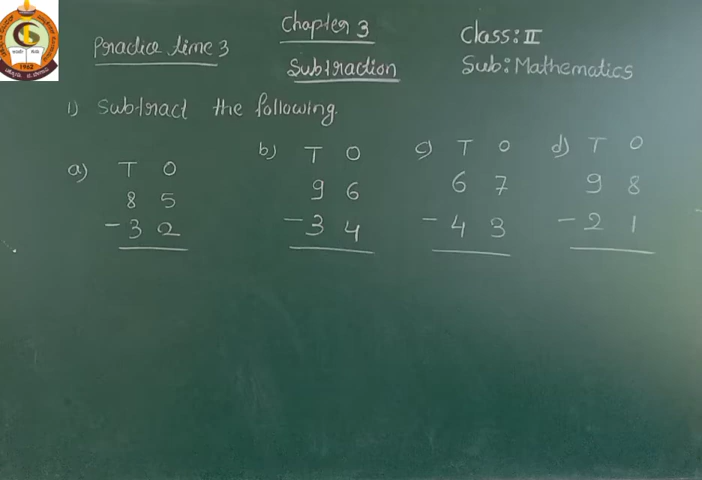 1962
Practice time 3
Chapter 3
Subtraction
Class: II
Sub: Mathematics
1) Subtract the following.
a) T O
8 5
- 3 2
b) T O
9 6
- 3 4
c) T O
6 7
- 4 3
d) T O
9 8
- 2 1